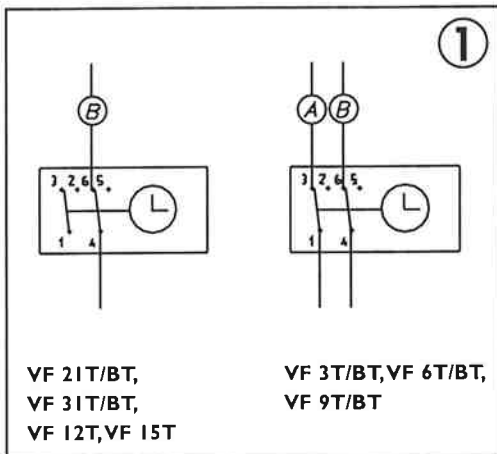 1
B
A B
3 2 6 5
3 2 6 5
1 4
1 4
VF 21T/BT,
VF 31T/BT,
VF 12T, VF 15T
VF 3T/BT, VF 6T/BT,
VF 9T/BT